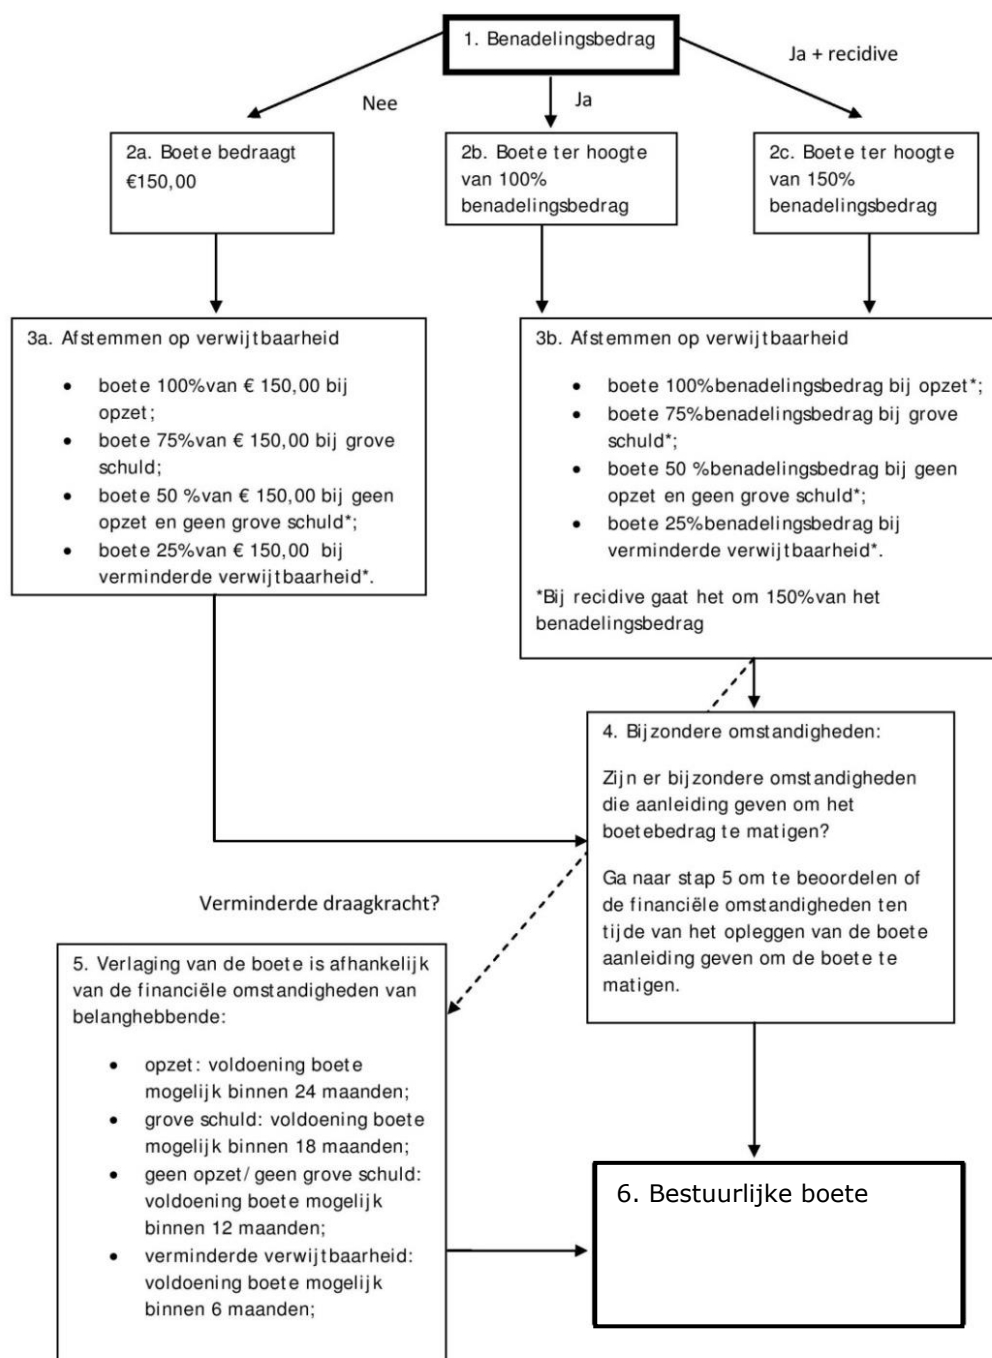 1. Benadelingsbedrag
Ja + recidive
Nee
Ja
2a. Boete bedraagt
€150,00
2b. Boete ter hoogte
van 100%
benadelingsbedrag
2c. Boete ter hoogte
van 150%
benadelingsbedrag
3a. Afstemmen op verwijtbaarheid
• boete 100%van € 150,00 bij
opzet;
• boete 75%van € 150,00 bij grove
schuld;
• boete 50 %van € 150,00 bij geen
opzet en geen grove schuld*;
• boete 25%van € 150,00 bij
verminderde verwijtbaarheid*.
3b. Afstemmen op verwijtbaarheid
• boete 100%benadelingsbedrag bij opzet*;
• boete 75%benadelingsbedrag bij grove
schuld*;
• boete 50 %benadelingsbedrag bij geen
opzet en geen grove schuld*;
• boete 25%benadelingsbedrag bij
verminderde verwijtbaarheid*.
*Bij recidive gaat het om 150%van het
benadelingsbedrag
4. Bijzondere omstandigheden:
Zijn er bijzondere omstandigheden
die aanleiding geven om het
boetebedrag te matigen?
Ga naar stap 5 om te beoordelen of
de financiële omstandigheden ten
tijde van het opleggen van de boete
aanleiding geven om de boete te
matigen.
Verminderde draagkracht?
5. Verlaging van de boete is afhankelijk
van de financiële omstandigheden van
belanghebbende:
• opzet: voldoening boete
mogelijk binnen 24 maanden;
• grove schuld: voldoening boete
mogelijk binnen 18 maanden;
• geen opzet/ geen grove schuld:
voldoening boete mogelijk
binnen 12 maanden;
• verminderde verwijtbaarheid:
voldoening boete mogelijk
binnen 6 maanden;
6. Bestuurlijke boete